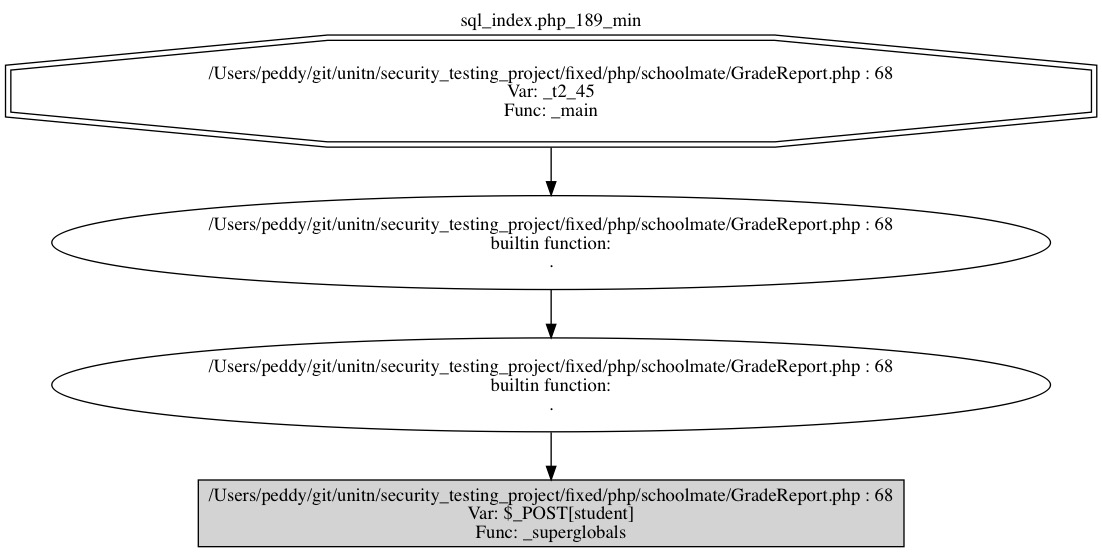 sql_index.php_189_min
/Users/peddy/git/unitn/security_testing_project/fixed/php/schoolmate/GradeReport.php : 68
Var: _t2_45
Func: _main
/Users/peddy/git/unitn/security_testing_project/fixed/php/schoolmate/GradeReport.php : 68
builtin function:
.
/Users/peddy/git/unitn/security_testing_project/fixed/php/schoolmate/GradeReport.php : 68
builtin function:
.
/Users/peddy/git/unitn/security_testing_project/fixed/php/schoolmate/GradeReport.php : 68
Var: $_POST[student]
Func: _superglobals